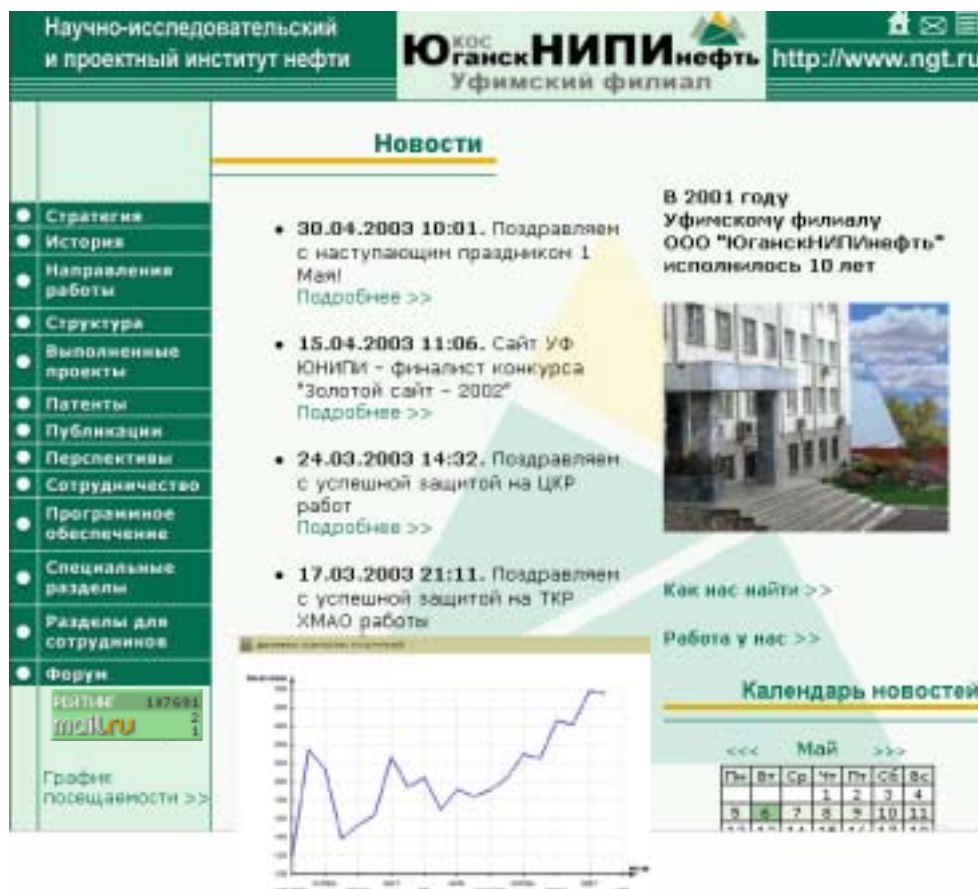 Научно-исследовательский
и проектный институт нефти
ЮКОС
ЮганскНИПИнефть
Уфимский филиал
http://www.ngt.ru
Новости
Стратегия
История
Направления
работы
Структура
Выполненные
проекты
Патенты
Публикации
Перспективы
Сотрудничество
Программное
обеспечение
Специальные
разделы
Разделы для
сотрудников
Форум
РЕЙТИНГ 107691
mail.ru 2
1
График
посещаемости >>
• 30.04.2003 10:01. Поздравляем
с наступающим праздником 1
Мая!
Подробнее >>
• 15.04.2003 11:06. Сайт УФ
ЮНИПИ - финалист конкурса
"Золотой сайт - 2002"
Подробнее >>
• 24.03.2003 14:32. Поздравляем
с успешной защитой на ЦКР
работ
Подробнее >>
• 17.03.2003 21:11. Поздравляем
с успешной защитой на ТКР
ХМАО работы
В 2001 году
Уфимскому филиалу
ООО "ЮганскНИПИнефть"
исполнилось 10 лет
Как нас найти >>
Работа у нас >>
Календарь новостей
<<< Май >>>
Пн Вт Ср Чт Пт Сб Вс
1 2 3 4
5 6 7 8 9 10 11